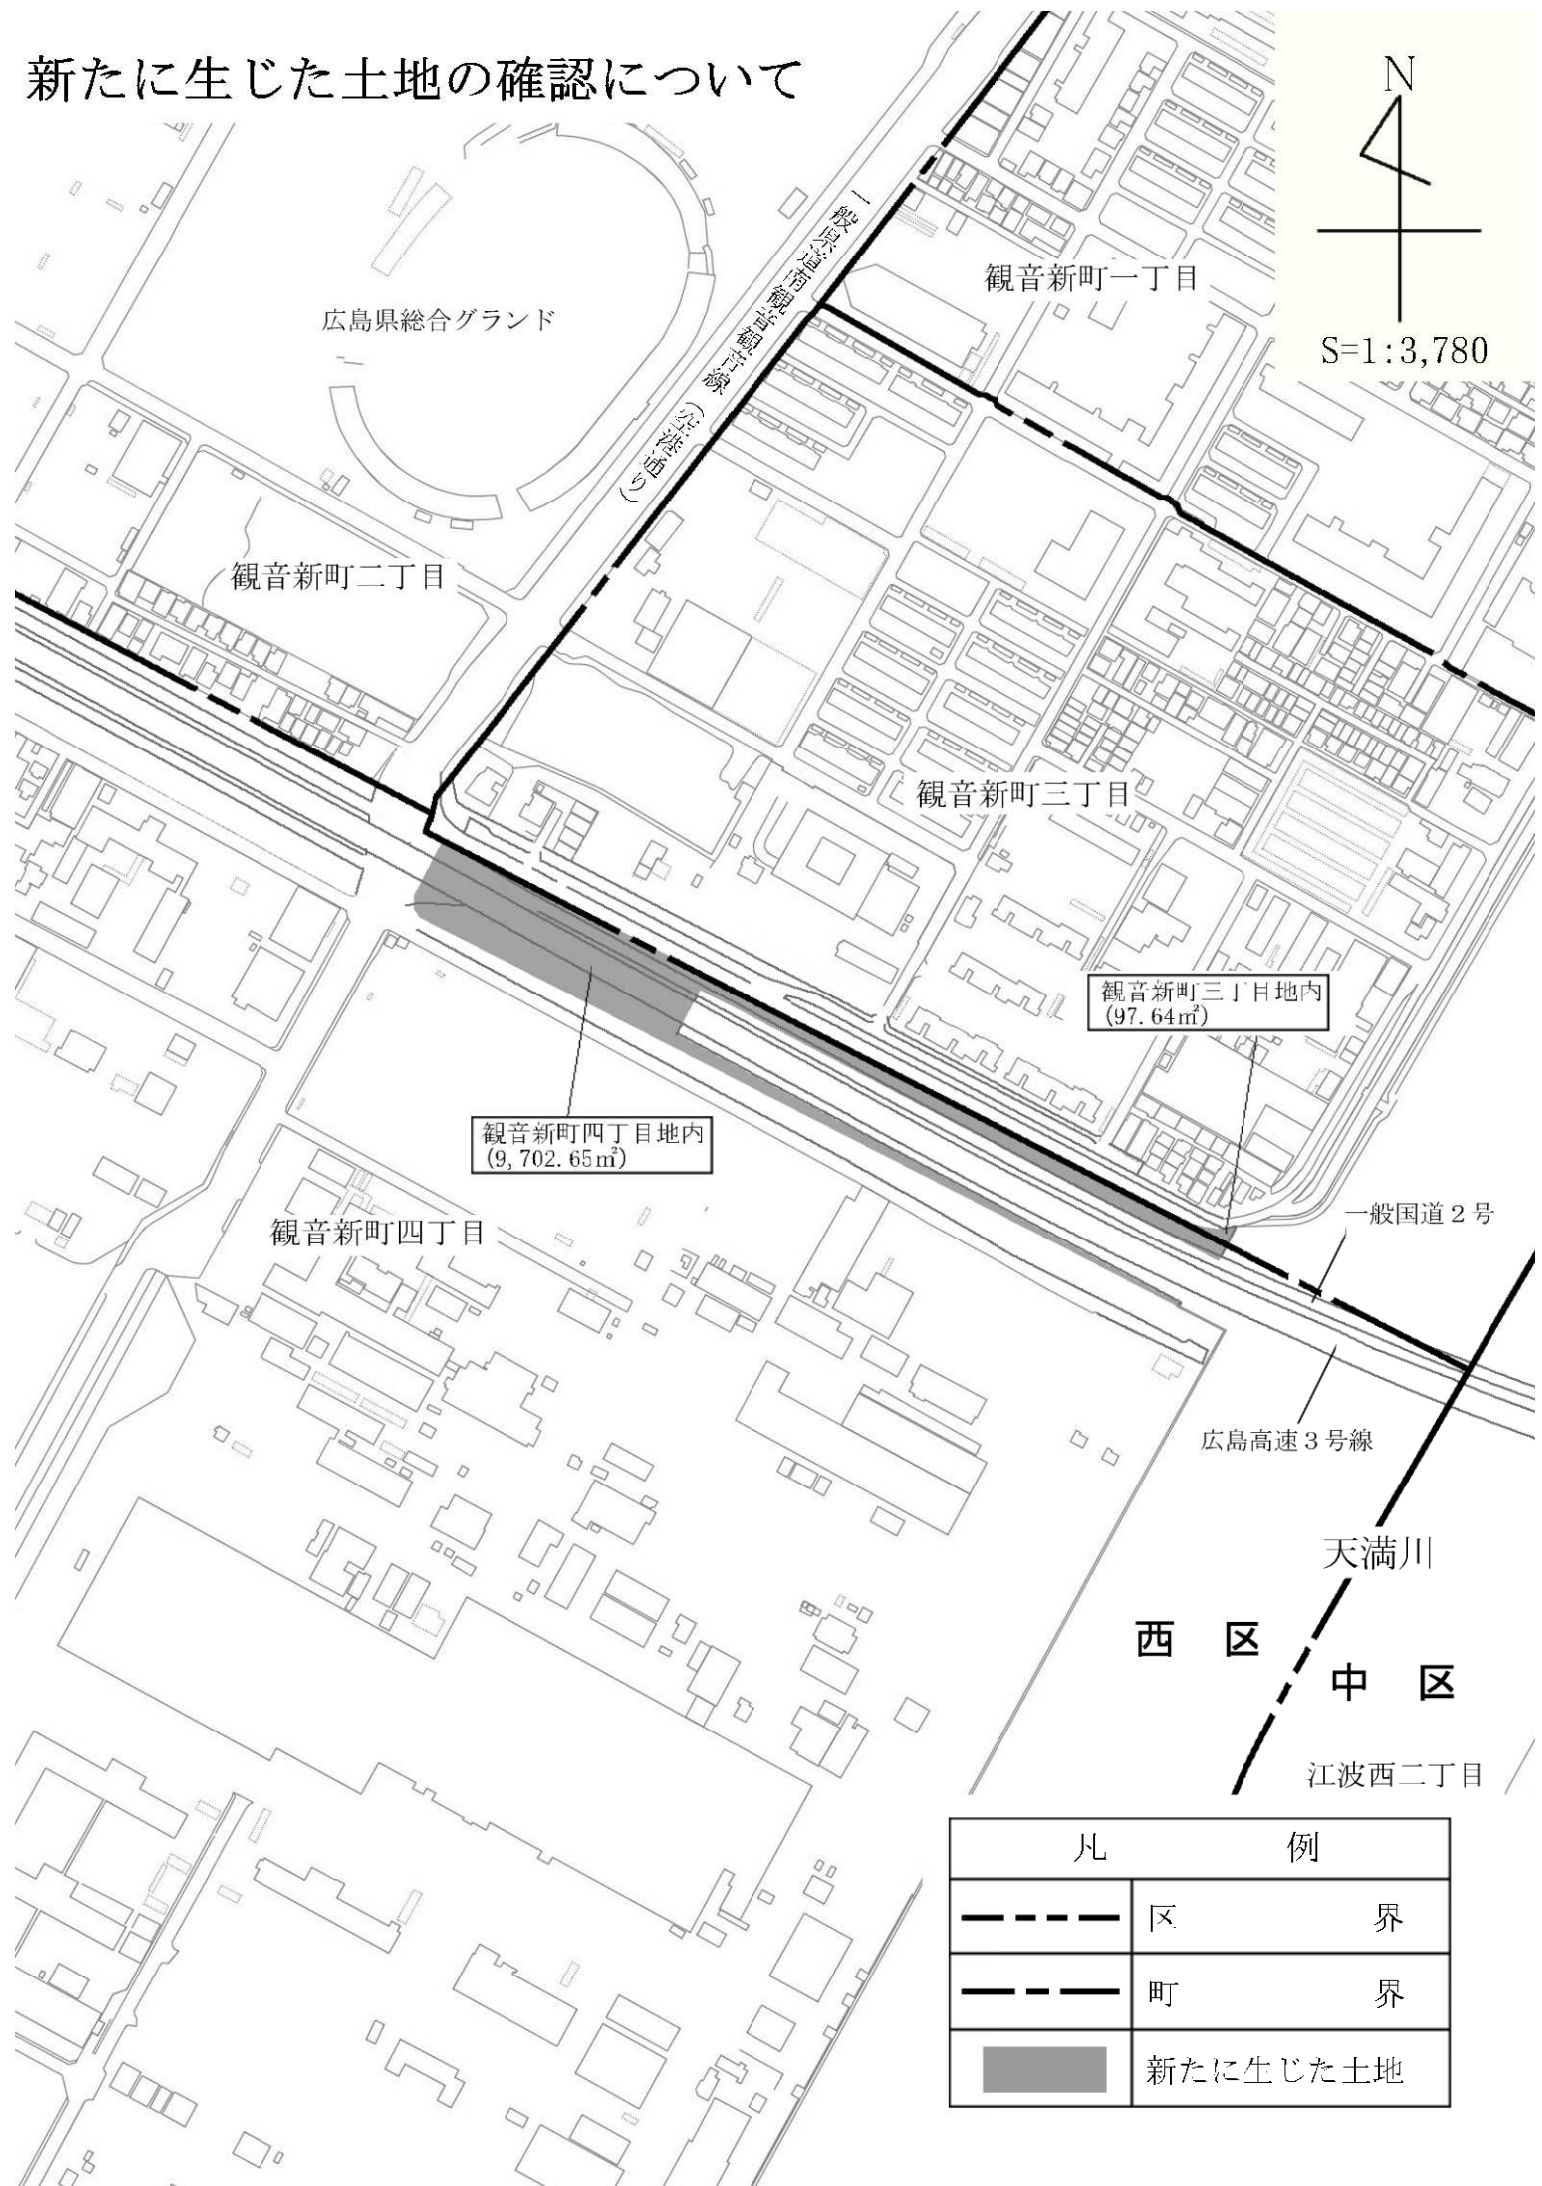 新たに生じた土地の確認について
N
S=1:3,780
一般県道南観音観音線(空港通り)
観音新町一丁目
広島県総合グランド
観音新町二丁目
観音新町三丁目
観音新町三丁目地内
(97.64㎡)
観音新町四丁目地内
(9,702.65㎡)
観音新町四丁目
一般国道2号
広島高速3号線
天満川
西 区
中 区
江波西二丁目
凡 例
区 界
町 界
新たに生じた土地